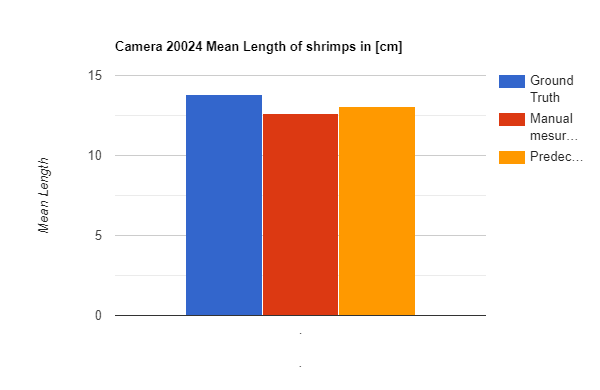 Camera 20024 Mean Length of shrimps in [cm]
15
10
5
0
Mean Length
Ground
Truth
Manual
mesur…
Predec…
.
.